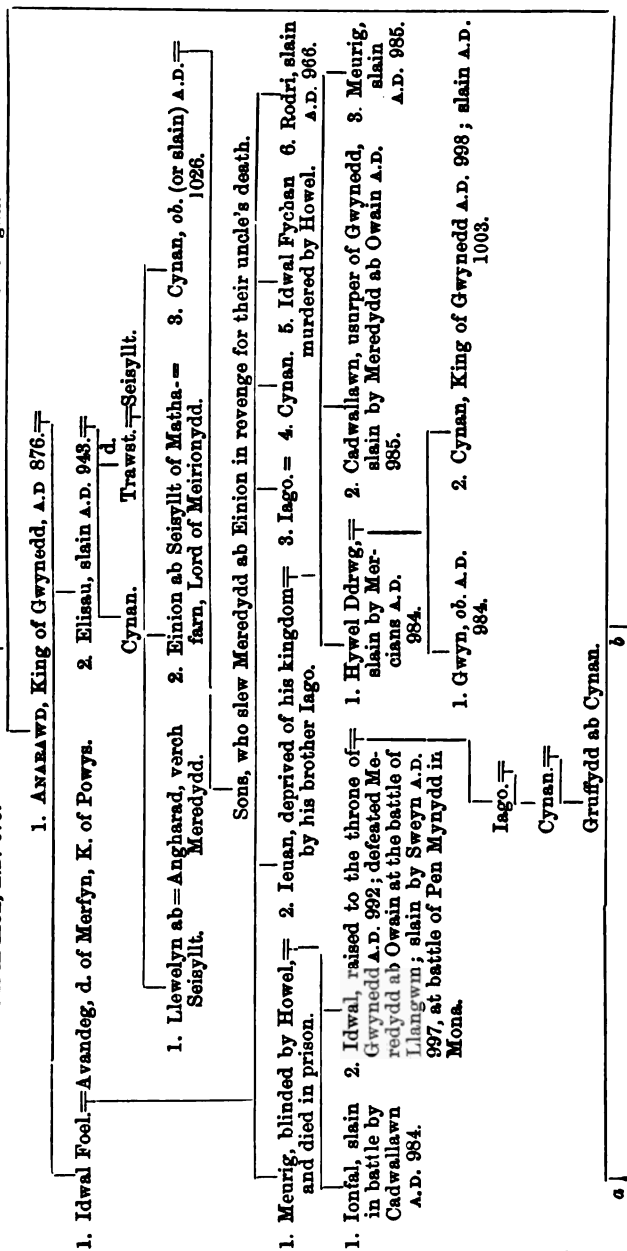 1. ANARAWD, King of Gwynedd, A.D 876.
1. Idwal Foel.=Avandeg, d. of Merfyn, K. of Powys.
2. Elisau, slain A.D. 943.
d.
Cynan.
Trawst.=Seisyllt.
1. Llewelyn ab=Angharad, verch
Seisyllt.
Meredydd.
2. Einion ab Seisyllt of Matha-=
farn, Lord of Meirionydd.
3. Cynan, ob. (or slain) A.D.=
1026.
Sons, who slew Meredydd ab Einion in revenge for their uncle's death.
1. Meurig, blinded by Howel,=
and died in prison.
2. Ieuan, deprived of his kingdom=
by his brother Iago.
3. Iago.=
4. Cynan.
5. Idwal Fychan
murdered by Howel.
6. Rodri, slain
A.D. 966.
1. Ionfal, slain
in battle by
Cadwallawn
A.D. 984.
2. Idwal, raised to the throne of=
Gwynedd A.D. 992; defeated Me-
redydd ab Owain at the battle of
Llangwm; slain by Sweyn A.D.
997, at battle of Pen Mynydd in
Mona.
1. Hywel Ddrwg,=
slain by Mer-
cians A.D.
984.
2. Cadwallawn, usurper of Gwynedd,
slain by Meredydd ab Owain A.D.
985.
3. Meurig,
slain
A.D. 985.
Iago.=
Cynan.=
Gruffydd ab Cynan.
1. Gwyn, ob. A.D.
984.
2. Cynan, King of Gwynedd A.D. 998; slain A.D.
1003.
a
b